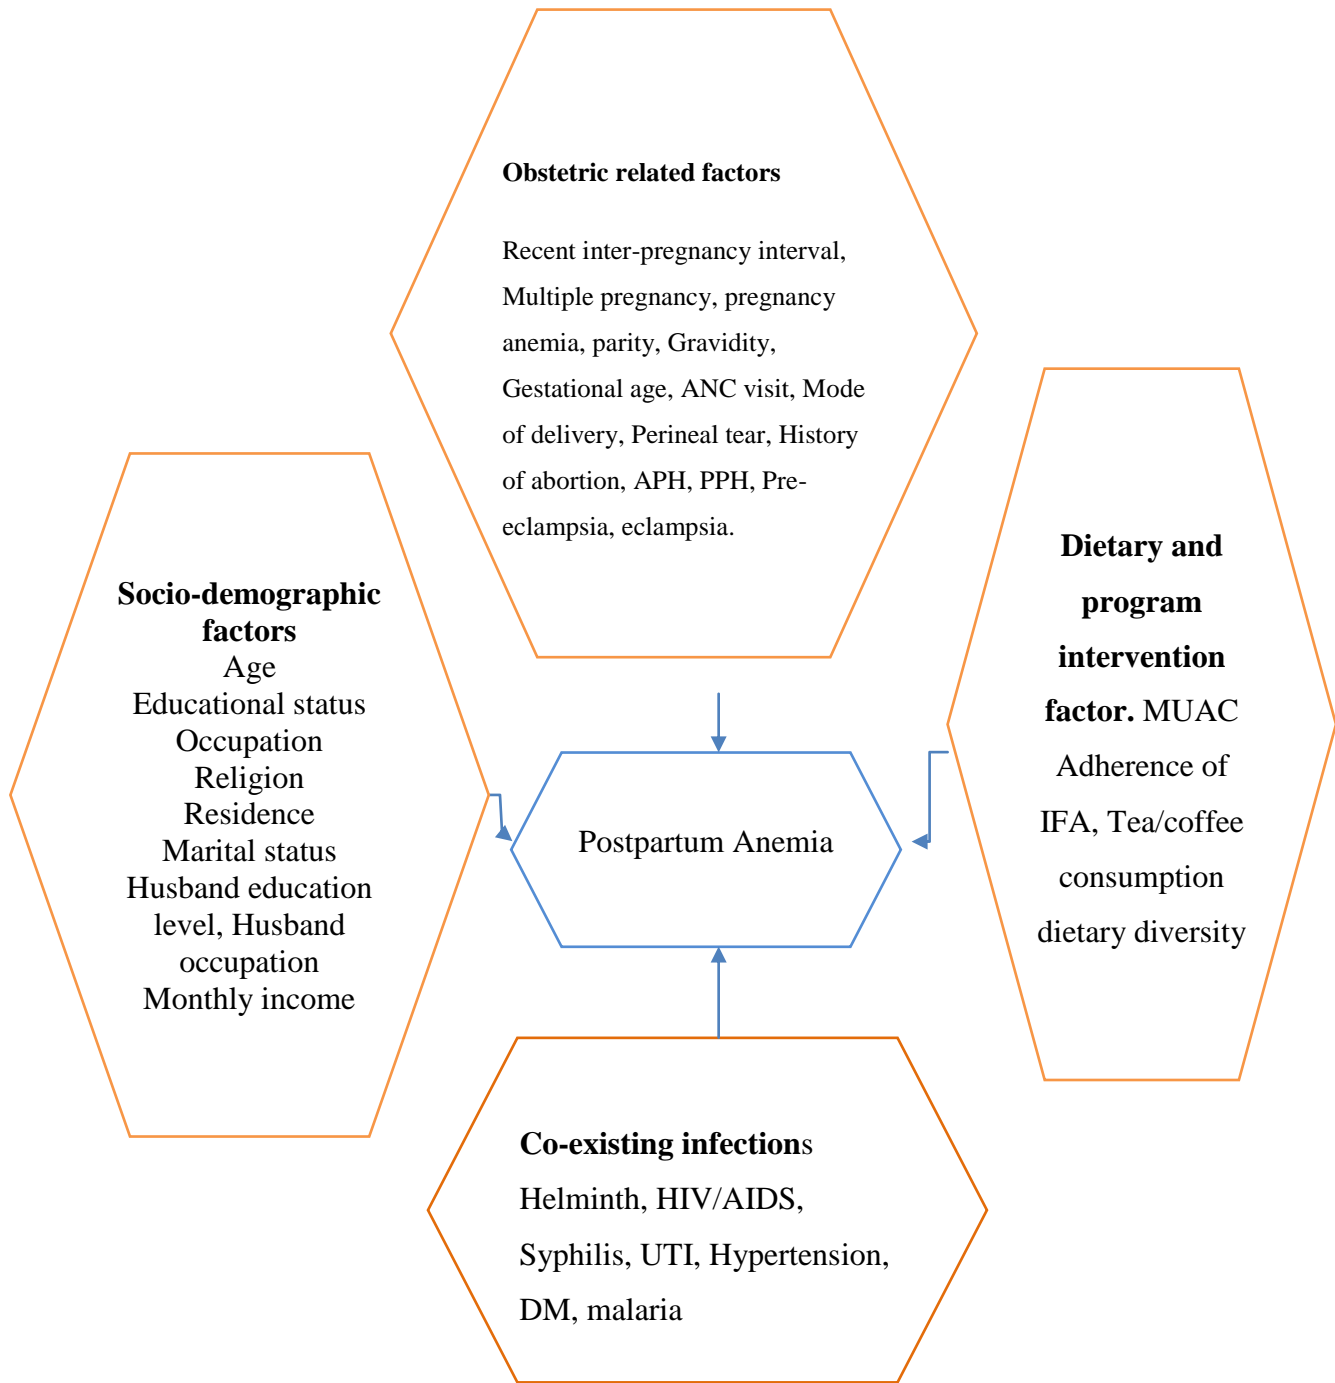 Obstetric related factors
Recent inter-pregnancy interval,
Multiple pregnancy, pregnancy
anemia, parity, Gravidity,
Gestational age, ANC visit, Mode
of delivery, Perineal tear, History
of abortion, APH, PPH, Pre-
eclampsia, eclampsia.
Socio-demographic
factors
Age
Educational status
Occupation
Religion
Residence
Marital status
Husband education
level, Husband
occupation
Monthly income
Postpartum Anemia
Dietary and
program
intervention
factor. MUAC
Adherence of
IFA, Tea/coffee
consumption
dietary diversity
Co-existing infections
Helminth, HIV/AIDS,
Syphilis, UTI, Hypertension,
DM, malaria